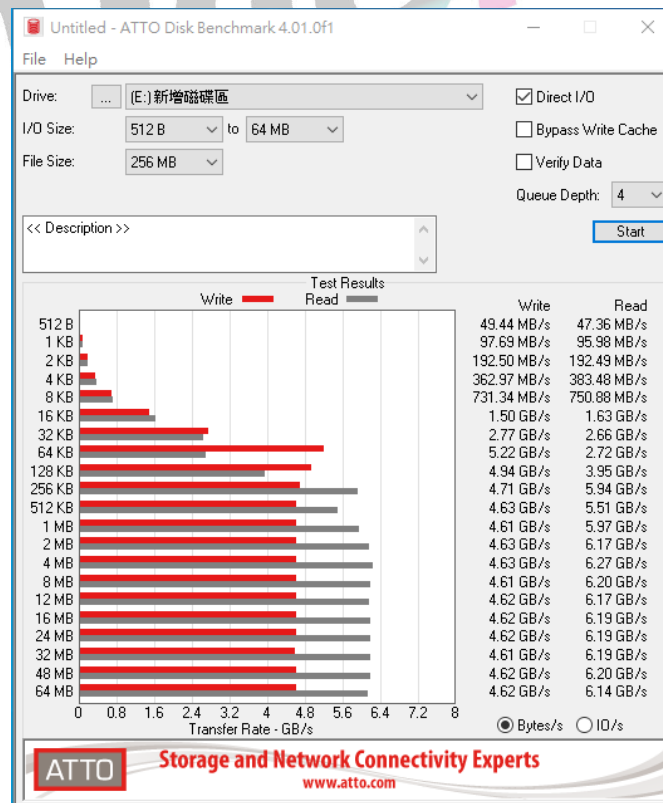 Untitled - ATTO Disk Benchmark 4.01.0f1
File Help
Drive: ... (E:)新增磁碟區 Direct I/O
I/O Size: 512 B to 64 MB Bypass Write Cache
File Size: 256 MB Verify Data
Queue Depth: 4
<< Description >> Start
Test Results
Write Read Write Read
512 B 49.44 MB/s 47.36 MB/s
1 KB 97.69 MB/s 95.98 MB/s
2 KB 192.50 MB/s 192.49 MB/s
4 KB 362.97 MB/s 383.48 MB/s
8 KB 731.34 MB/s 750.88 MB/s
16 KB 1.50 GB/s 1.63 GB/s
32 KB 2.77 GB/s 2.66 GB/s
64 KB 5.22 GB/s 2.72 GB/s
128 KB 4.94 GB/s 3.95 GB/s
256 KB 4.71 GB/s 5.94 GB/s
512 KB 4.63 GB/s 5.51 GB/s
1 MB 4.61 GB/s 5.97 GB/s
2 MB 4.63 GB/s 6.17 GB/s
4 MB 4.63 GB/s 6.27 GB/s
8 MB 4.61 GB/s 6.20 GB/s
12 MB 4.62 GB/s 6.17 GB/s
16 MB 4.62 GB/s 6.19 GB/s
24 MB 4.62 GB/s 6.19 GB/s
32 MB 4.61 GB/s 6.19 GB/s
48 MB 4.62 GB/s 6.20 GB/s
64 MB 4.62 GB/s 6.14 GB/s
0 0.8 1.6 2.4 3.2 4 4.8 5.6 6.4 7.2 8
Transfer Rate - GB/s Bytes/s IO/s
ATTO Storage and Network Connectivity Experts
www.atto.com